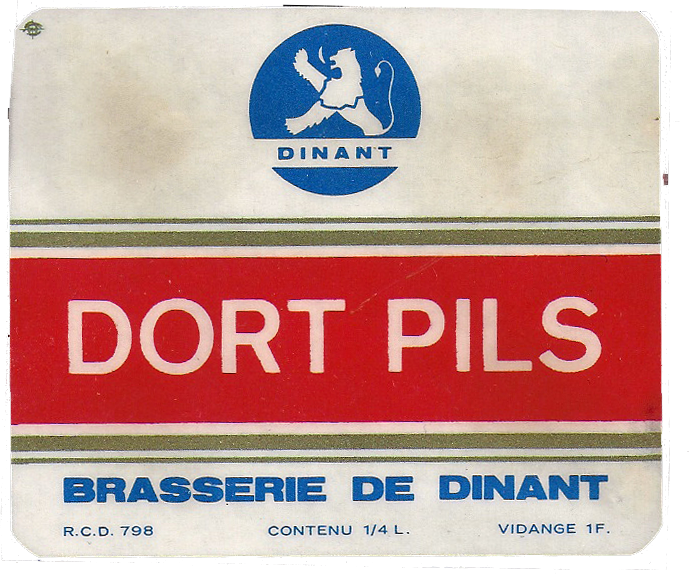 DINANT
DORT PILS
BRASSERIE DE DINANT
R.C.D. 798 CONTENU 1/4 L. VIDANGE 1F.